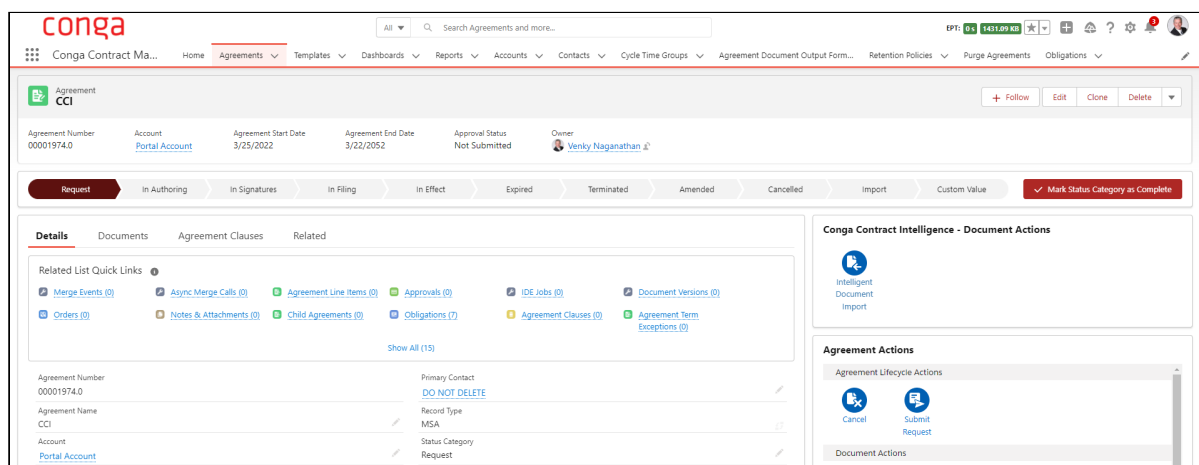 conga
All
Search Agreements and more...
EPT: 0 s 1431.09 KB
3
Conga Contract Ma...
Home
Agreements
Templates
Dashboards
Reports
Accounts
Contacts
Cycle Time Groups
Agreement Document Output Form...
Retention Policies
Purge Agreements
Obligations
Agreement
CCI
+ Follow
Edit
Clone
Delete
Agreement Number
00001974.0
Account
Portal Account
Agreement Start Date
3/25/2022
Agreement End Date
3/22/2052
Approval Status
Not Submitted
Owner
Venky Naganathan
Request
In Authoring
In Signatures
In Filing
In Effect
Expired
Terminated
Amended
Cancelled
Import
Custom Value
Mark Status Category as Complete
Details
Documents
Agreement Clauses
Related
Related List Quick Links
Merge Events (0)
Async Merge Calls (0)
Agreement Line Items (0)
Approvals (0)
IDE Jobs (0)
Document Versions (0)
Orders (0)
Notes & Attachments (0)
Child Agreements (0)
Obligations (7)
Agreement Clauses (0)
Agreement Term
Exceptions (0)
Show All (15)
Agreement Number
00001974.0
Primary Contact
DO NOT DELETE
Agreement Name
CCI
Record Type
MSA
Account
Portal Account
Status Category
Request
Conga Contract Intelligence - Document Actions
Intelligent
Document
Import
Agreement Actions
Agreement Lifecycle Actions
Cancel
Submit
Request
Document Actions